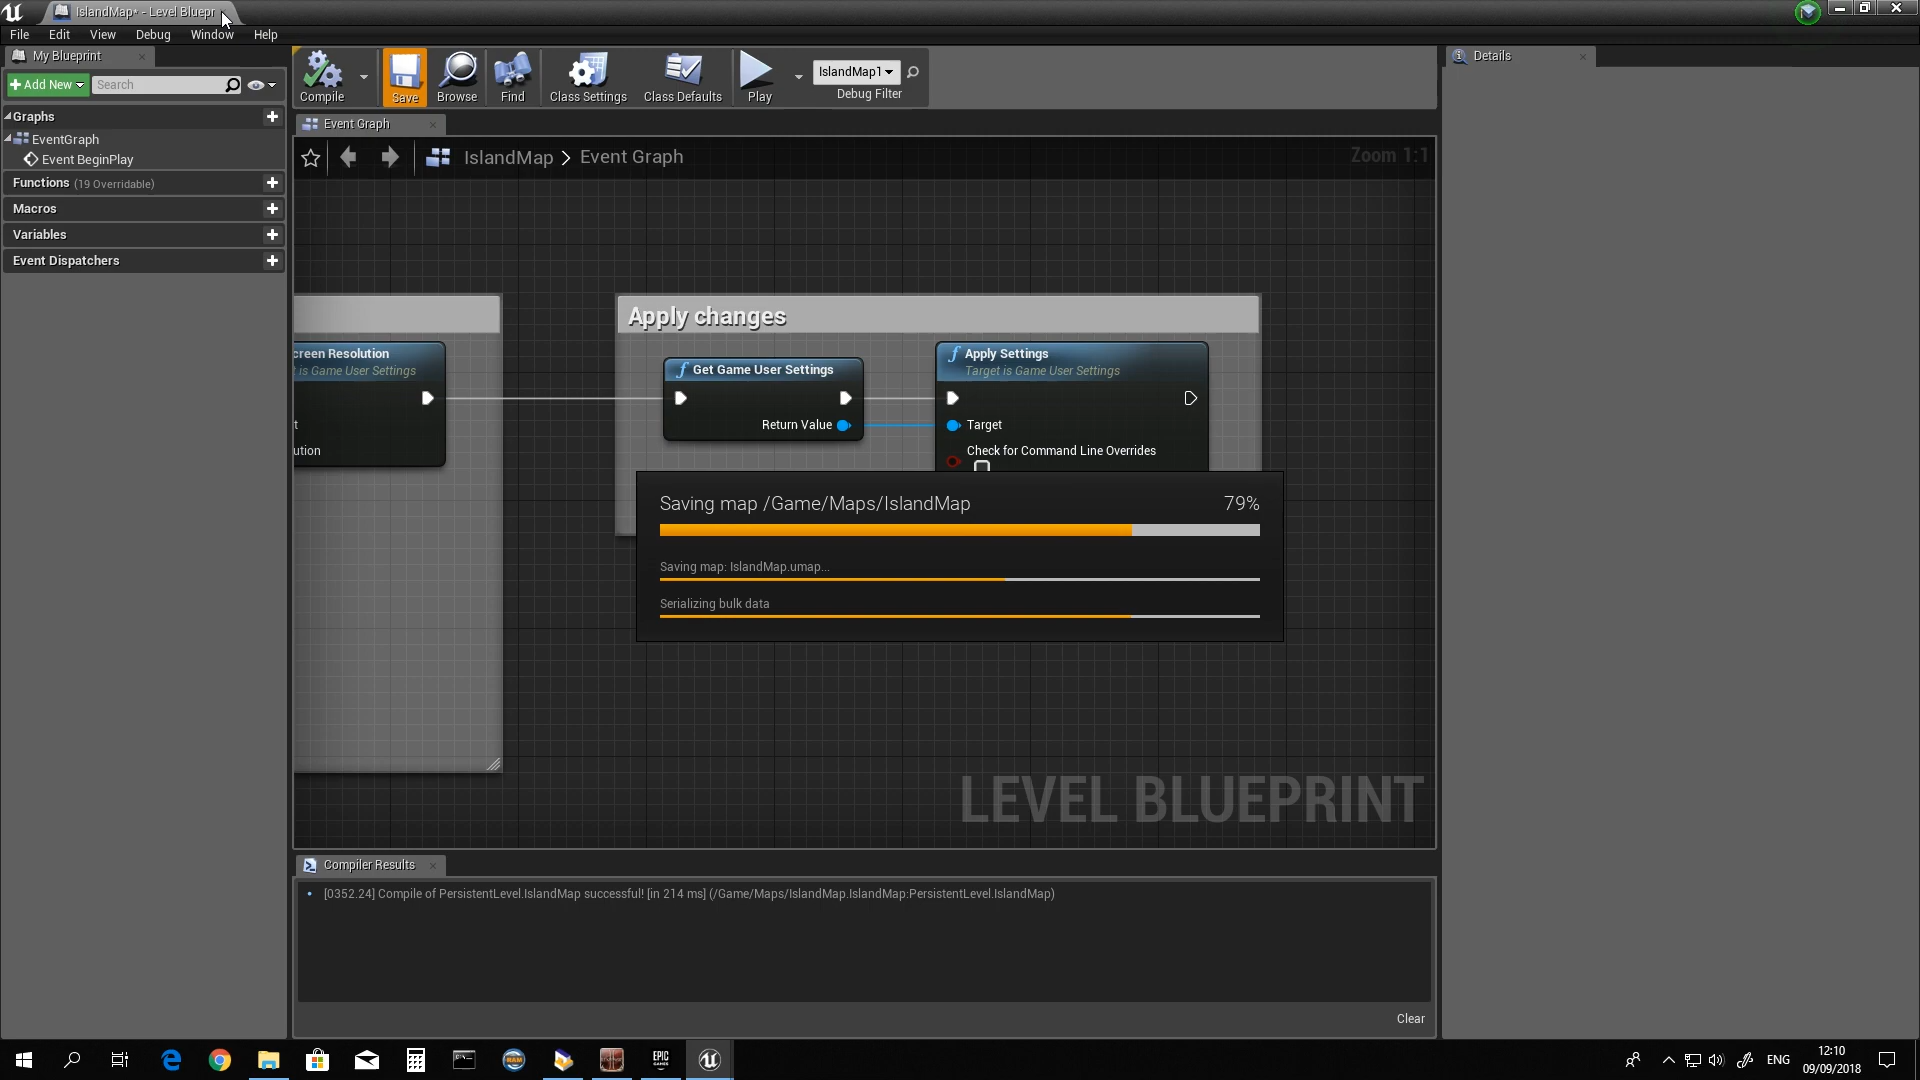 IslandMap* - Level Bluepr
File Edit View Debug Window Help
My Blueprint
Add New
Search
Graphs
EventGraph
Event BeginPlay
Functions (19 Overridable)
Macros
Variables
Event Dispatchers
Compile
Save
Browse
Find
Class Settings
Class Defaults
Play
IslandMap1
Debug Filter
Details
Event Graph
IslandMap > Event Graph
Zoom 1:1
creen Resolution
t is Game User Settings
t
ution
Apply changes
Get Game User Settings
Return Value
Apply Settings
Target is Game User Settings
Target
Check for Command Line Overrides
Saving map /Game/Maps/IslandMap 79%
Saving map: IslandMap.umap...
Serializing bulk data
LEVEL BLUEPRINT
Compiler Results
[0352.24] Compile of PersistentLevel.IslandMap successful! [in 214 ms] (/Game/Maps/IslandMap.IslandMap:PersistentLevel.IslandMap)
Clear
EPIC
GAMES
ENG
12:10
09/09/2018